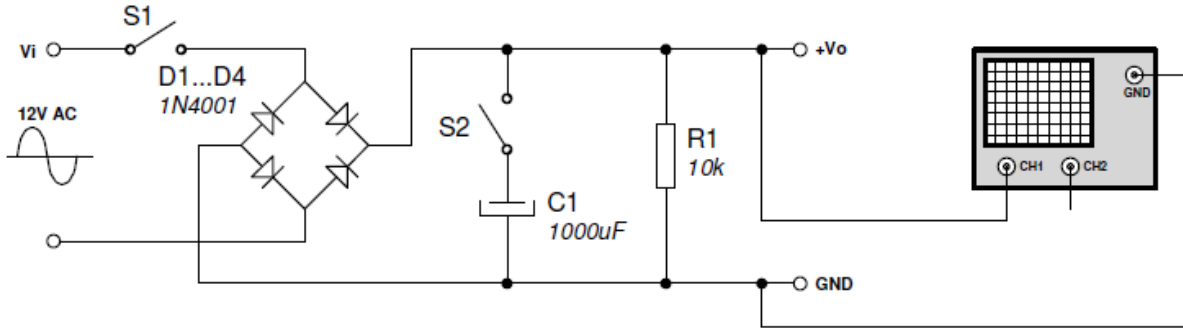 S1
Vi
D1...D4
1N4001
12V AC
S2
C1
1000uF
R1
10k
+Vo
GND
GND
CH1
CH2